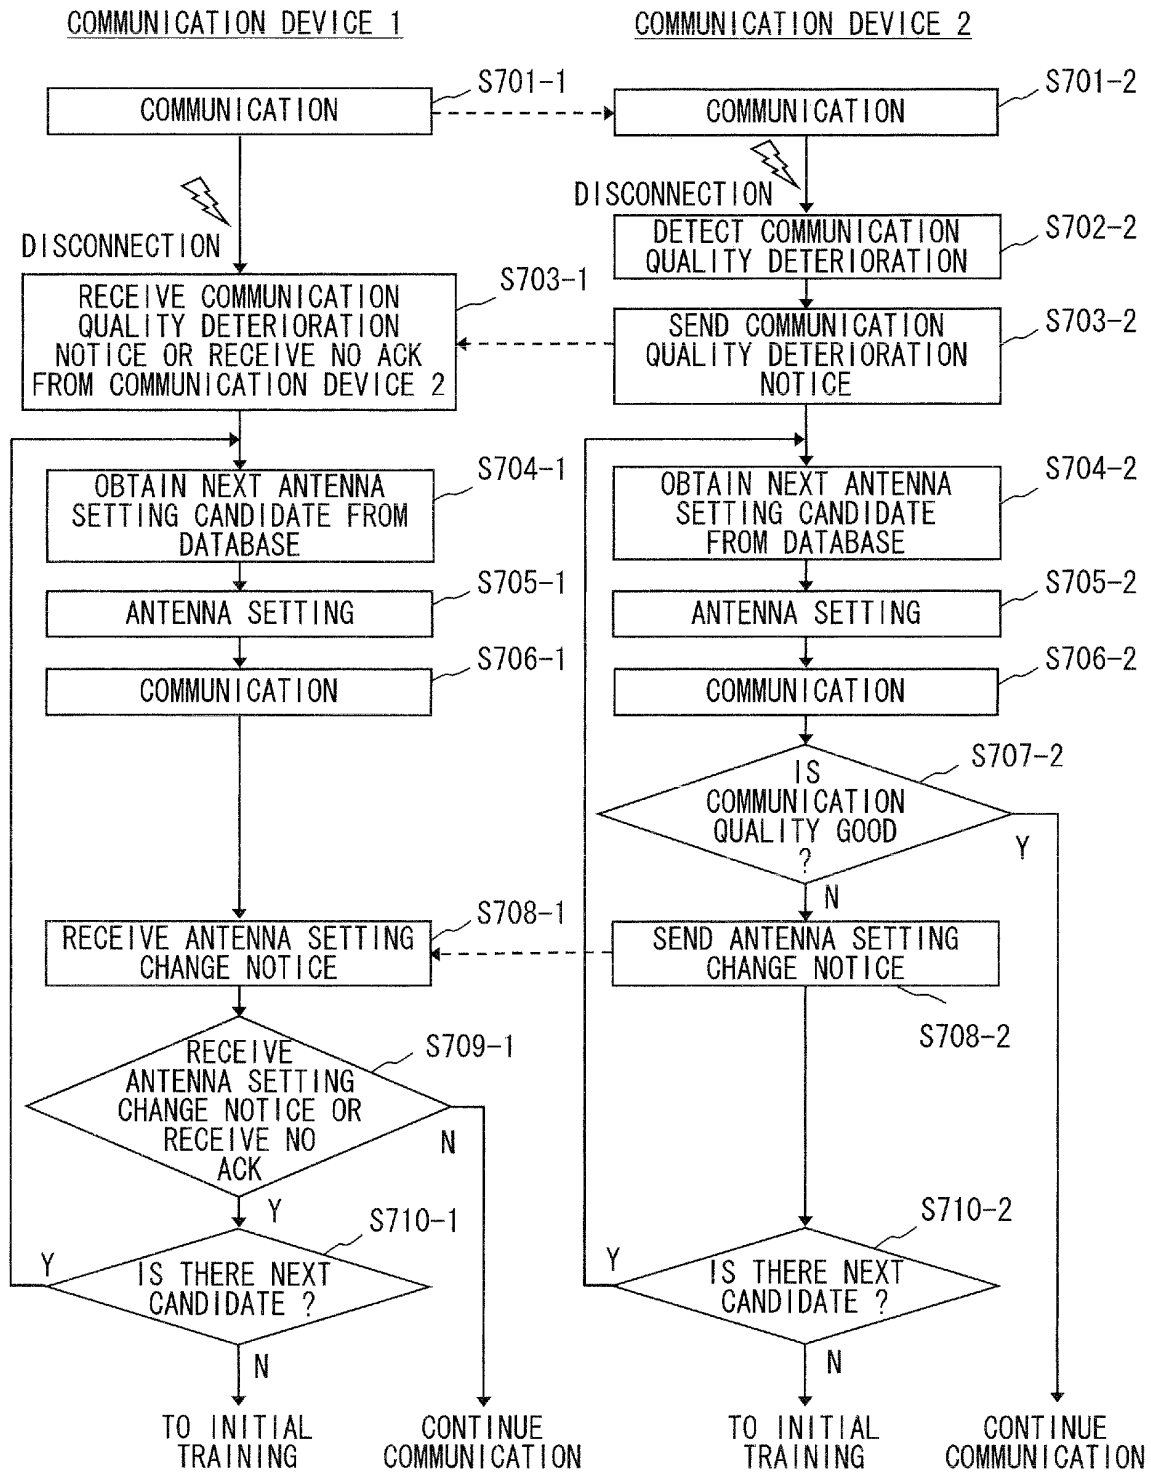 COMMUNICATION DEVICE 1
COMMUNICATION DEVICE 2
S701-1
COMMUNICATION
S701-2
COMMUNICATION
DISCONNECTION
DISCONNECTION
S702-2
DETECT COMMUNICATION
QUALITY DETERIORATION
S703-1
RECEIVE COMMUNICATION
QUALITY DETERIORATION
NOTICE OR RECEIVE NO ACK
FROM COMMUNICATION DEVICE 2
S703-2
SEND COMMUNICATION
QUALITY DETERIORATION
NOTICE
S704-1
OBTAIN NEXT ANTENNA
SETTING CANDIDATE FROM
DATABASE
S704-2
OBTAIN NEXT ANTENNA
SETTING CANDIDATE
FROM DATABASE
S705-1
ANTENNA SETTING
S705-2
ANTENNA SETTING
S706-1
COMMUNICATION
S706-2
COMMUNICATION
S707-2
IS
COMMUNICATION
QUALITY GOOD
?
Y
N
S708-1
RECEIVE ANTENNA SETTING
CHANGE NOTICE
SEND ANTENNA SETTING
CHANGE NOTICE
S708-2
S709-1
RECEIVE
ANTENNA SETTING
CHANGE NOTICE OR
RECEIVE NO
ACK
N
Y
S710-1
Y
IS THERE NEXT
CANDIDATE ?
N
S710-2
Y
IS THERE NEXT
CANDIDATE ?
N
TO INITIAL
TRAINING
CONTINUE
COMMUNICATION
TO INITIAL
TRAINING
CONTINUE
COMMUNICATION